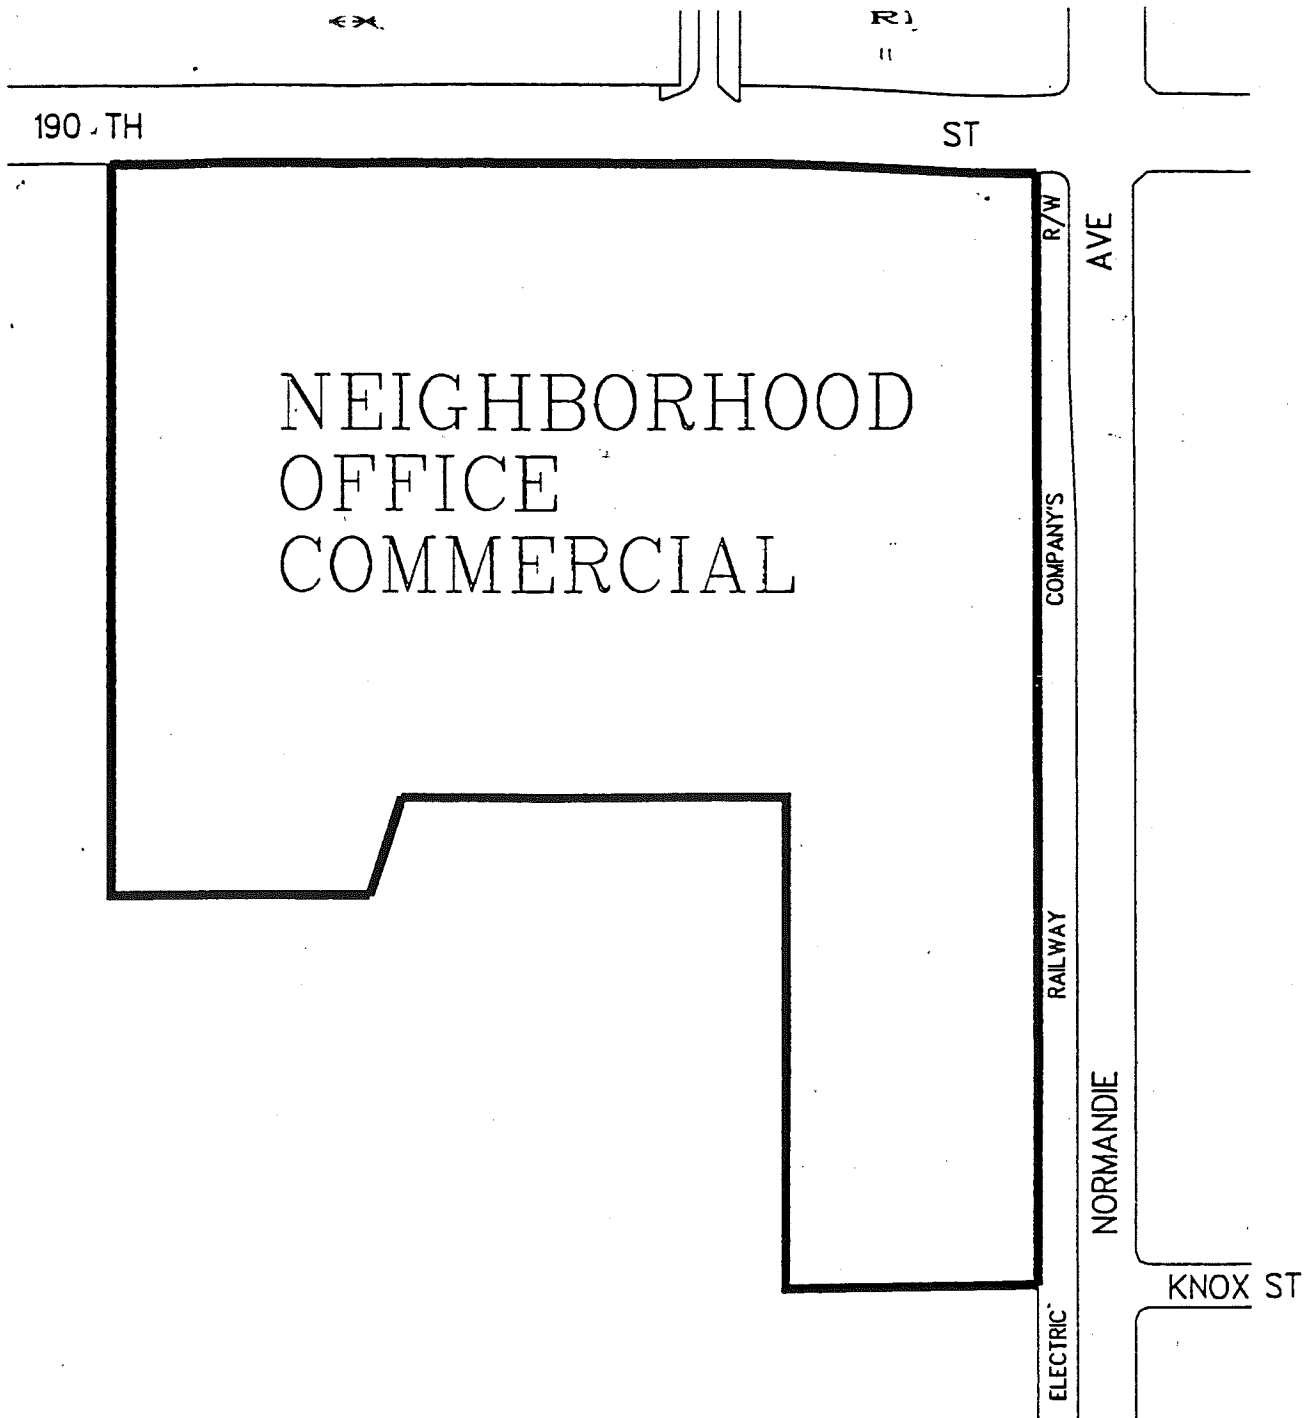 190 TH ST
R/W
AVE
NEIGHBORHOOD
OFFICE
COMMERCIAL
COMPANY'S
RAILWAY
NORMANDIE
KNOX ST
ELECTRIC